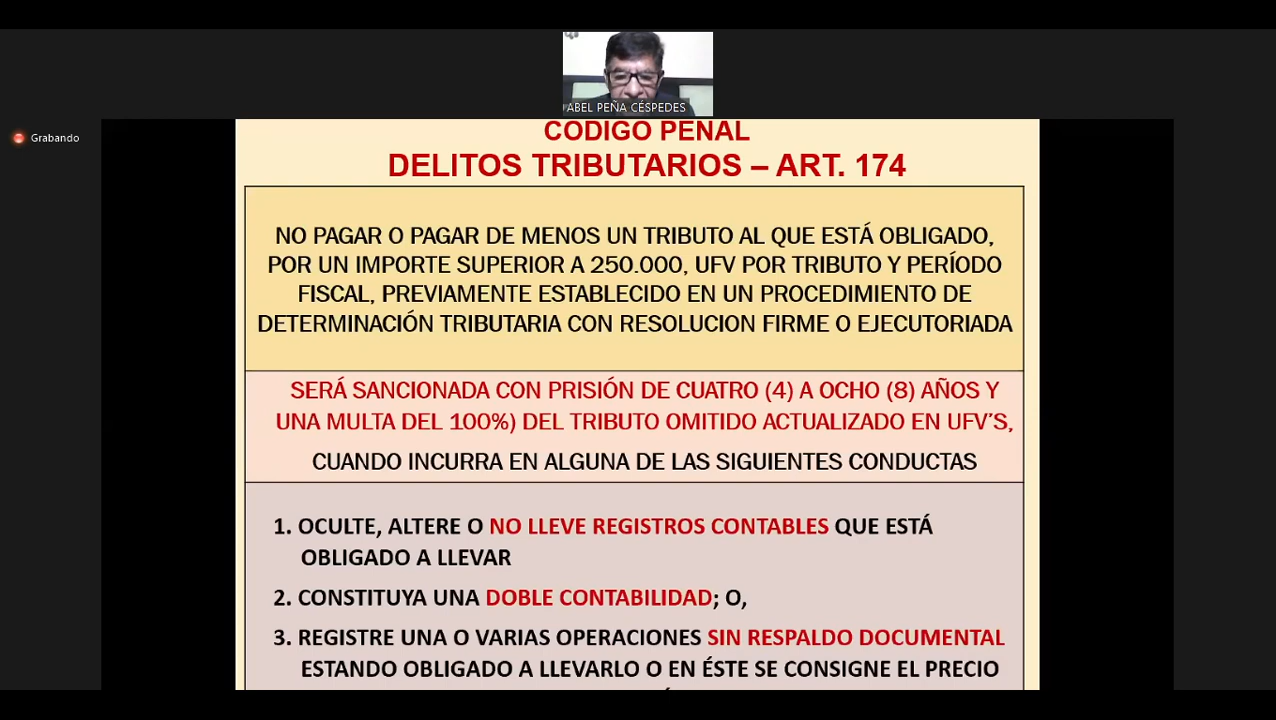 ABEL PEÑA CÉSPEDES
Grabando
CODIGO PENAL
DELITOS TRIBUTARIOS – ART. 174
NO PAGAR O PAGAR DE MENOS UN TRIBUTO AL QUE ESTÁ OBLIGADO,
POR UN IMPORTE SUPERIOR A 250.000, UFV POR TRIBUTO Y PERÍODO
FISCAL, PREVIAMENTE ESTABLECIDO EN UN PROCEDIMIENTO DE
DETERMINACIÓN TRIBUTARIA CON RESOLUCION FIRME O EJECUTORIADA
SERÁ SANCIONADA CON PRISIÓN DE CUATRO (4) A OCHO (8) AÑOS Y
UNA MULTA DEL 100%) DEL TRIBUTO OMITIDO ACTUALIZADO EN UFV´S,
CUANDO INCURRA EN ALGUNA DE LAS SIGUIENTES CONDUCTAS
1. OCULTE, ALTERE O NO LLEVE REGISTROS CONTABLES QUE ESTÁ
OBLIGADO A LLEVAR
2. CONSTITUYA UNA DOBLE CONTABILIDAD; O,
3. REGISTRE UNA O VARIAS OPERACIONES SIN RESPALDO DOCUMENTAL
ESTANDO OBLIGADO A LLEVARLO O EN ÉSTE SE CONSIGNE EL PRECIO